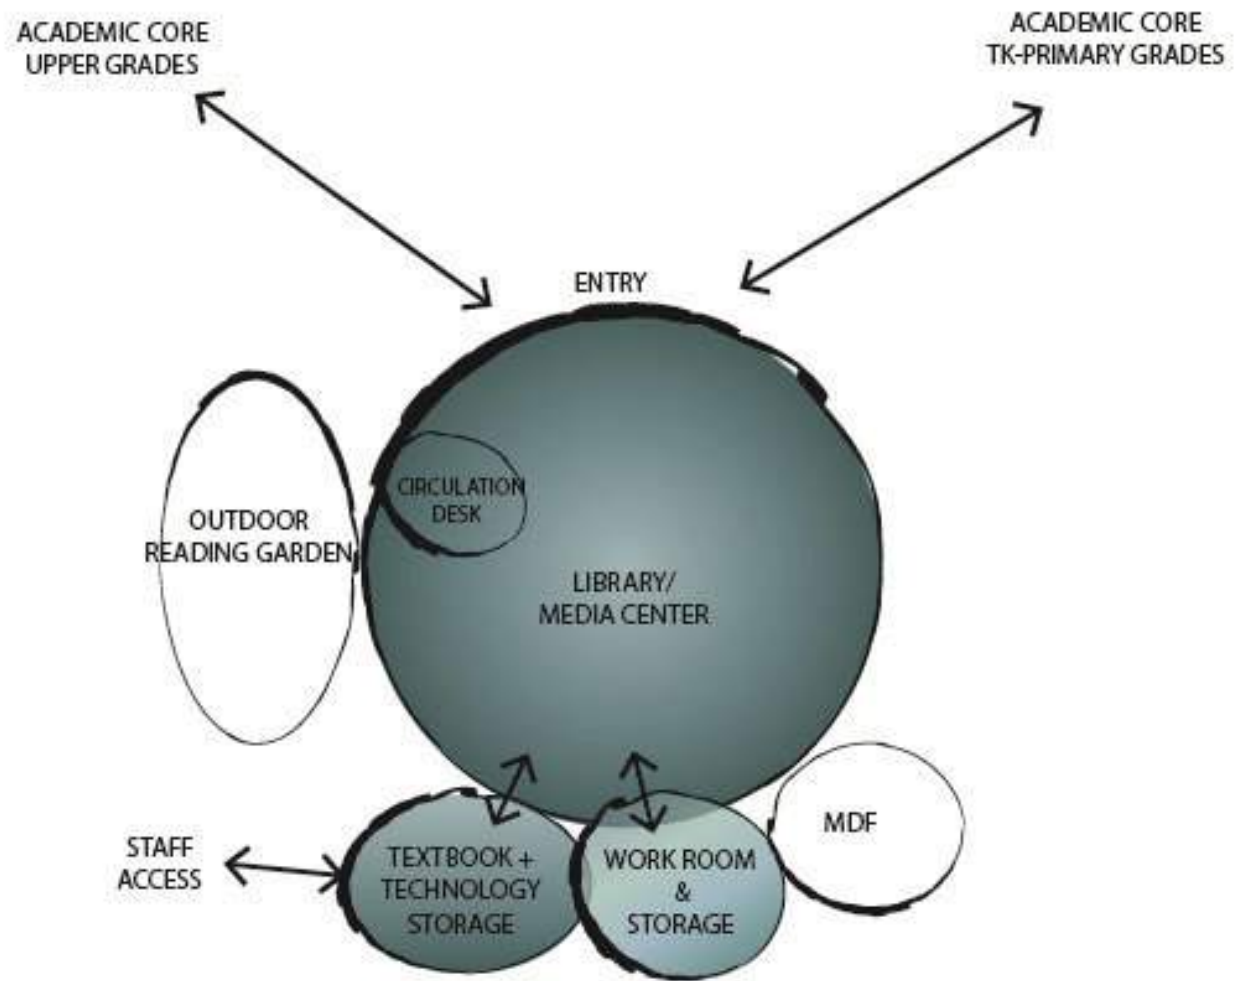 ACADEMIC CORE
UPPER GRADES
ACADEMIC CORE
TK-PRIMARY GRADES
ENTRY
CIRCULATION
DESK
OUTDOOR
READING GARDEN
LIBRARY/
MEDIA CENTER
MDF
STAFF
ACCESS
TEXTBOOK +
TECHNOLOGY
STORAGE
WORK ROOM
&
STORAGE